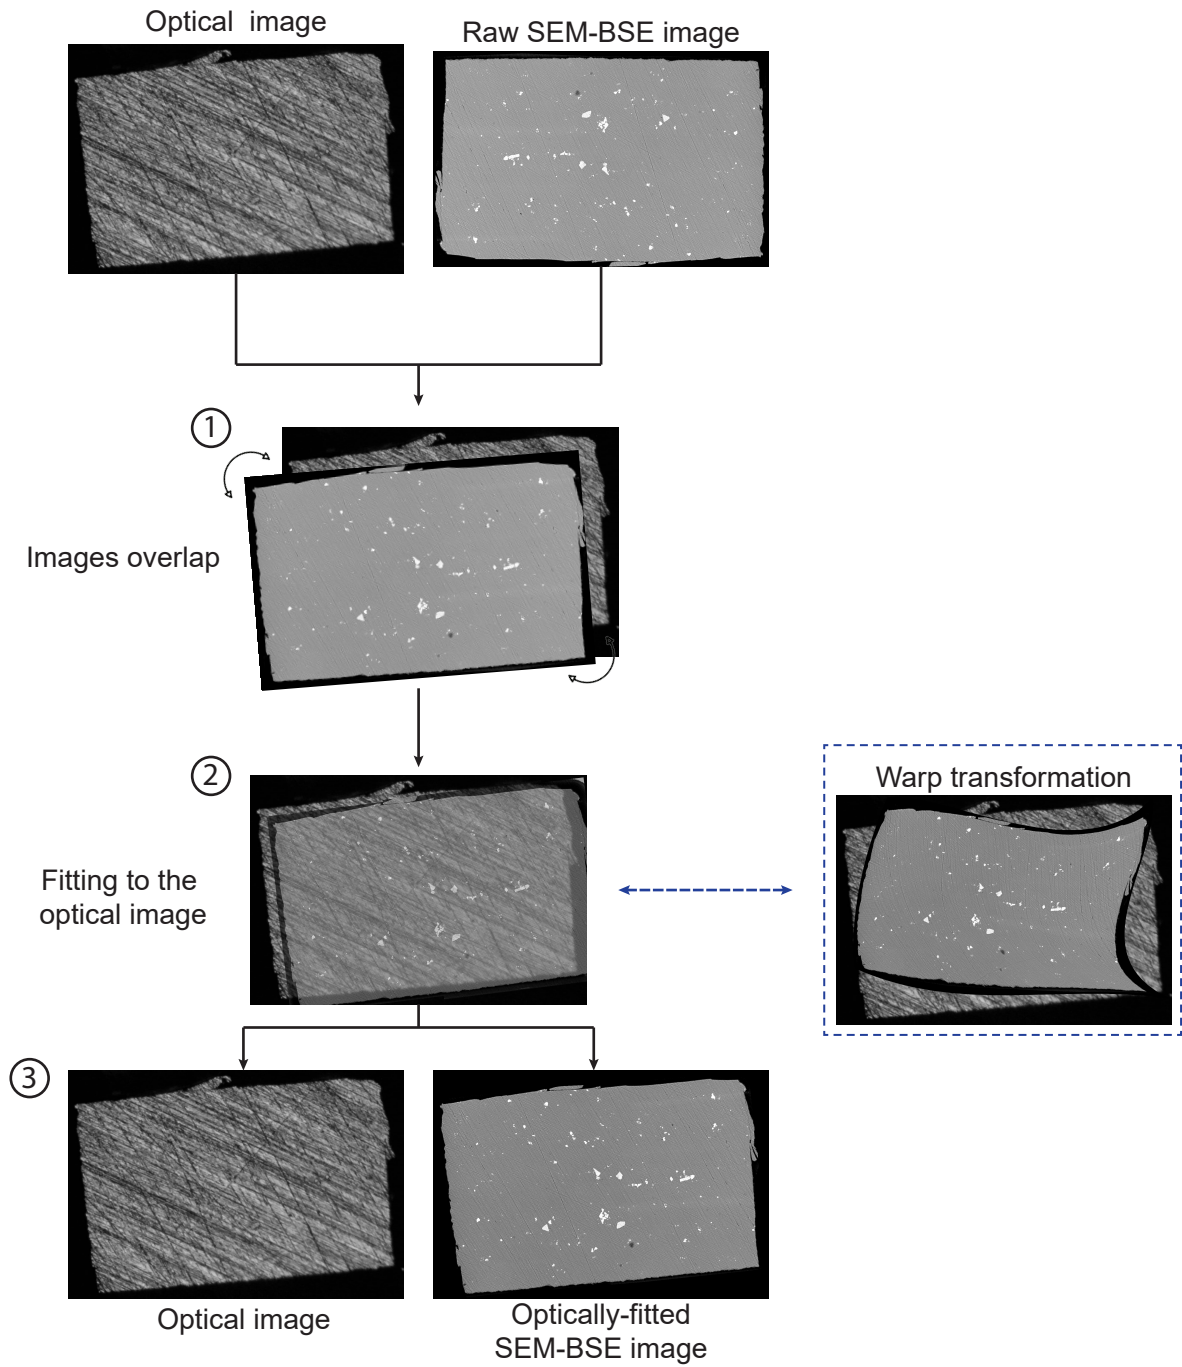 Optical image
Raw SEM-BSE image
1
Images overlap
2
Fitting to the
optical image
Warp transformation
3
Optical image
Optically-fitted
SEM-BSE image